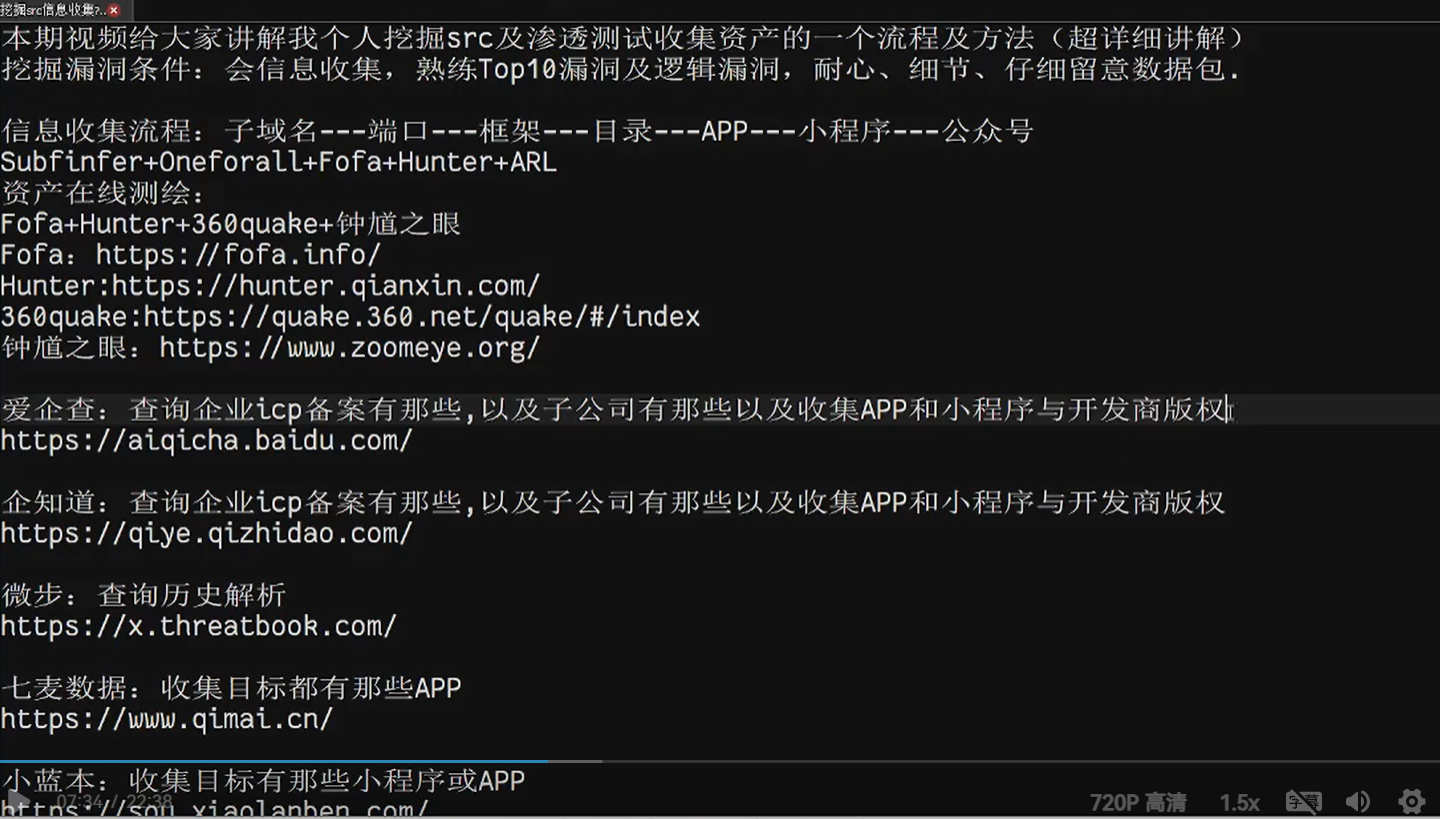 挖掘src信息收集?..
本期视频给大家讲解我个人挖掘src及渗透测试收集资产的一个流程及方法（超详细讲解）
挖掘漏洞条件：会信息收集，熟练Top10漏洞及逻辑漏洞，耐心、细节、仔细留意数据包.
信息收集流程：子域名---端口---框架---目录---APP---小程序---公众号
Subfinfer+Oneforall+Fofa+Hunter+ARL
资产在线测绘：
Fofa+Hunter+360quake+钟馗之眼
Fofa：https://fofa.info/
Hunter:https://hunter.qianxin.com/
360quake:https://quake.360.net/quake/#/index
钟馗之眼：https://www.zoomeye.org/
爱企查：查询企业icp备案有那些,以及子公司有那些以及收集APP和小程序与开发商版权
https://aiqicha.baidu.com/
企知道：查询企业icp备案有那些,以及子公司有那些以及收集APP和小程序与开发商版权
https://qiye.qizhidao.com/
微步：查询历史解析
https://x.threatbook.com/
七麦数据：收集目标都有那些APP
https://www.qimai.cn/
小蓝本：收集目标有那些小程序或APP
https://sou.xiaolanben.com/
07:34 / 22:38
720P 高清 1.5x 字幕